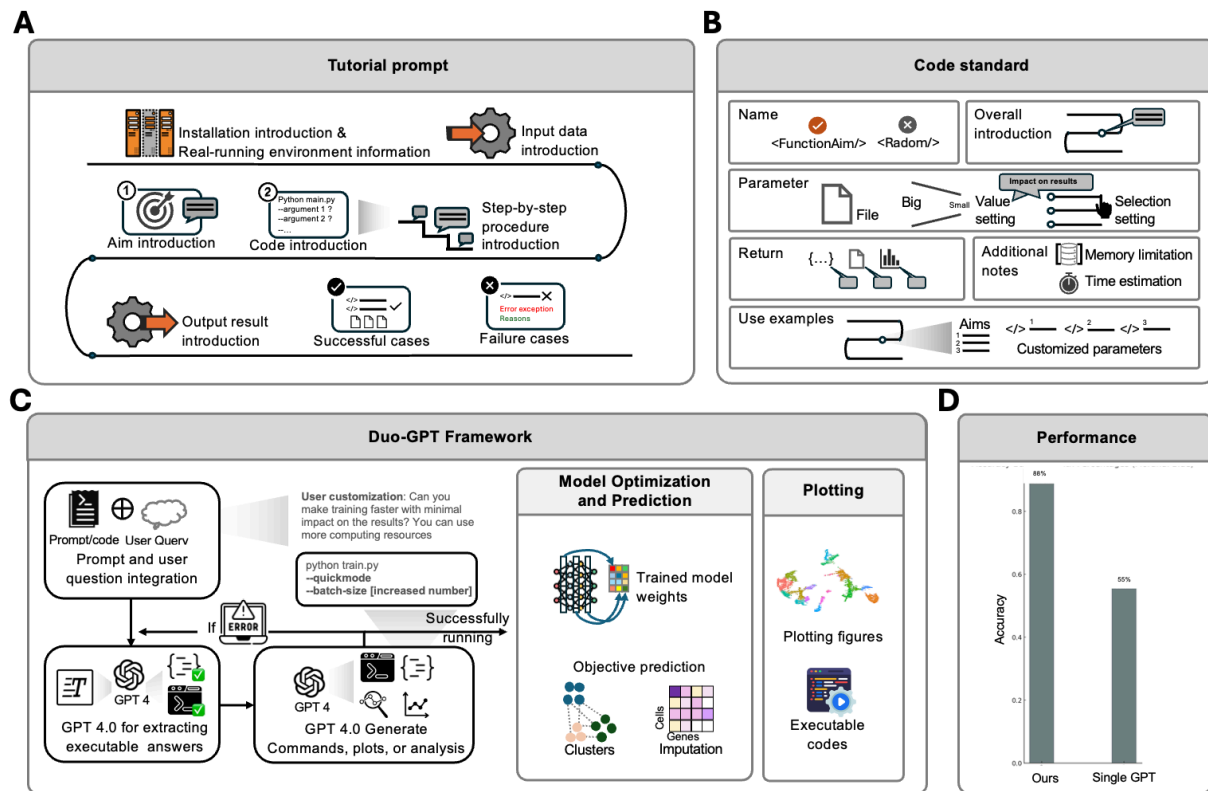 A
Tutorial prompt
Installation introduction &
Real-running environment information
Input data
introduction
1
Aim introduction
2
Python main.py
--argument 1 ?
--argument 2 ?
--...
Code introduction
Step-by-step
procedure
introduction
Output result
introduction
</>
</>
Successful cases
</>
Error exception
Reasons
Failure cases
B
Code standard
Name
<FunctionAim/>
<Radom/>
Overall
introduction
Parameter
File
Big
Small
Impact on results
Value
setting
Selection
setting
Return
{...}
Additional
notes
Memory limitation
Time estimation
Use examples
Aims
1
2
3
</> 1
</> 2
</> 3
Customized parameters
C
Duo-GPT Framework
Prompt/code
User Query
Prompt and user
question integration
User customization: Can you
make training faster with minimal
impact on the results? You can use
more computing resources
python train.py
--quickmode
--batch-size [increased number]
If
ERROR
Successfully
running
T
GPT 4
GPT 4.0 for extracting
executable answers
GPT 4
GPT 4.0 Generate
Commands, plots, or analysis
Model Optimization
and Prediction
Trained model
weights
Objective prediction
Clusters
Cells
Genes
Imputation
Plotting
Plotting figures
Executable
codes
D
Performance
88%
55%
0.8
0.6
0.4
0.2
0.0
Accuracy
Ours
Single GPT